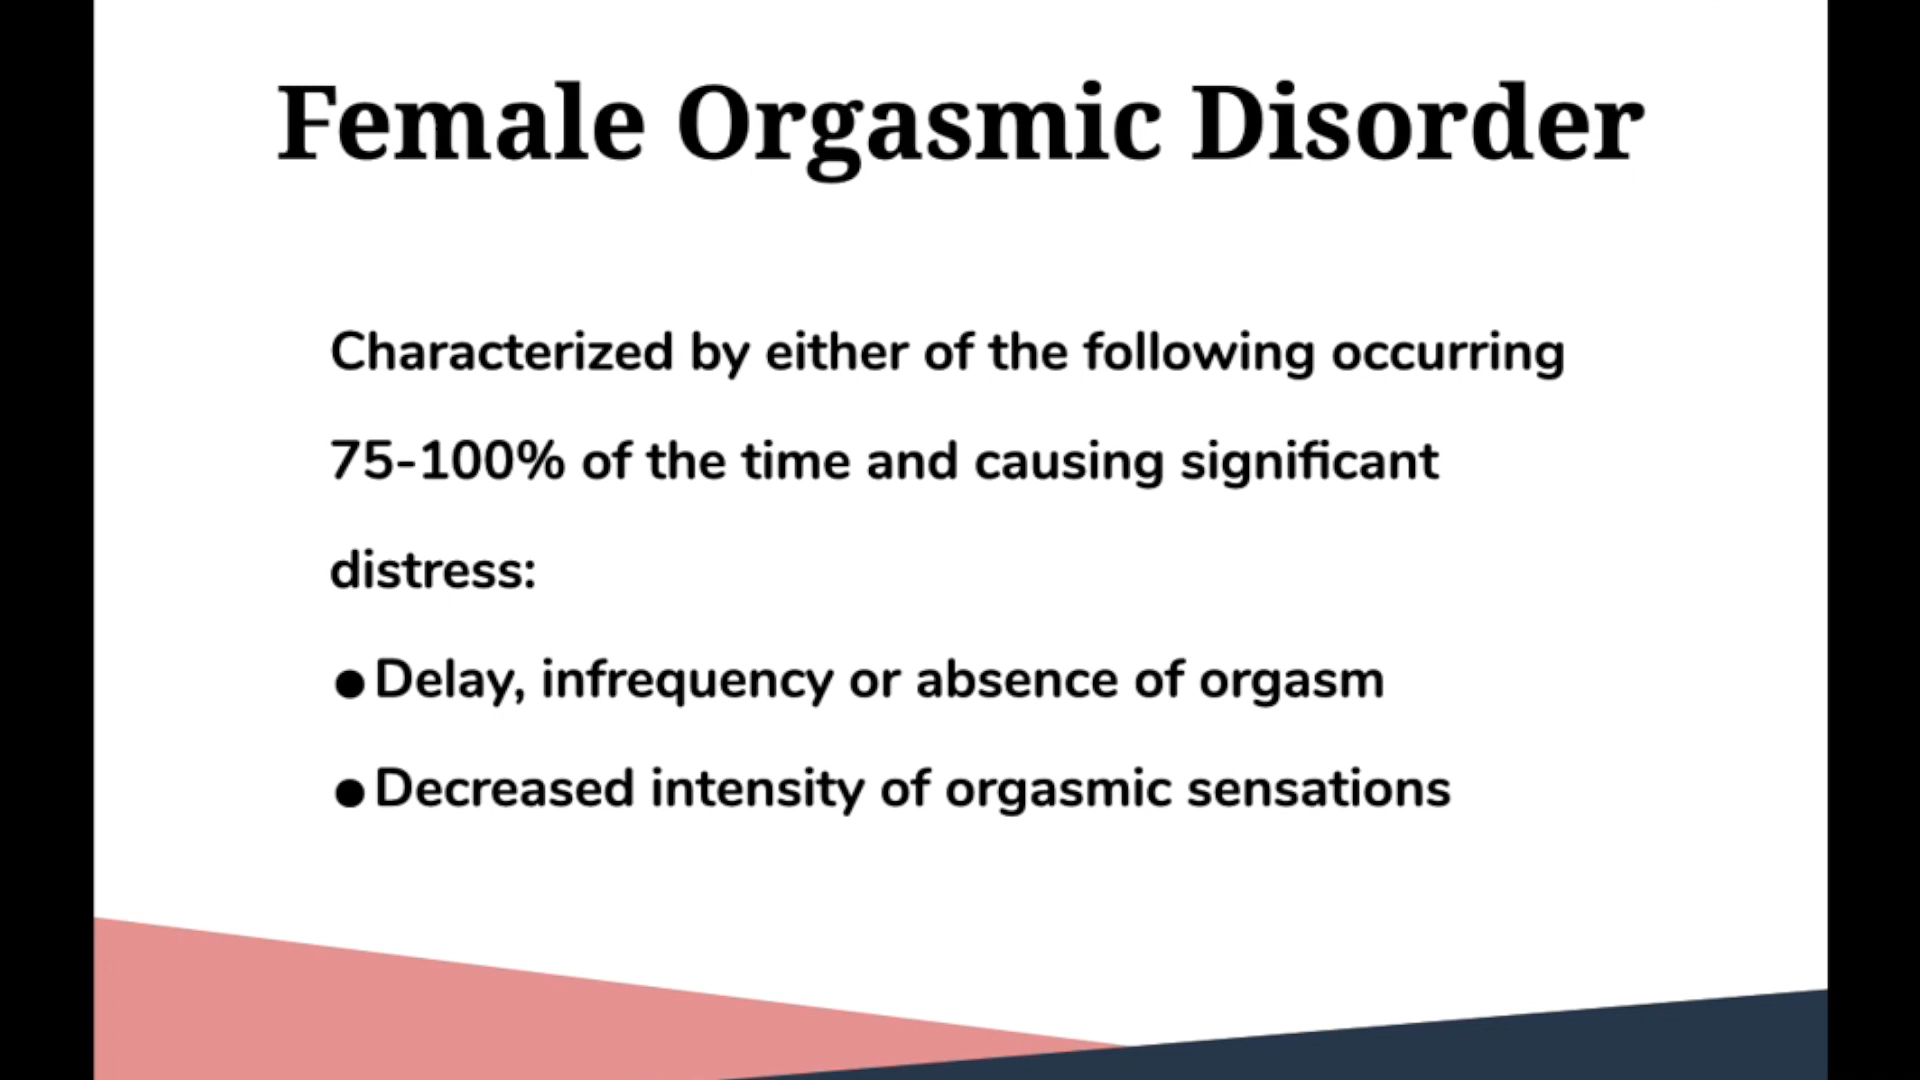 Female Orgasmic Disorder
Characterized by either of the following occurring
75-100% of the time and causing significant
distress:
● Delay, infrequency or absence of orgasm
● Decreased intensity of orgasmic sensations